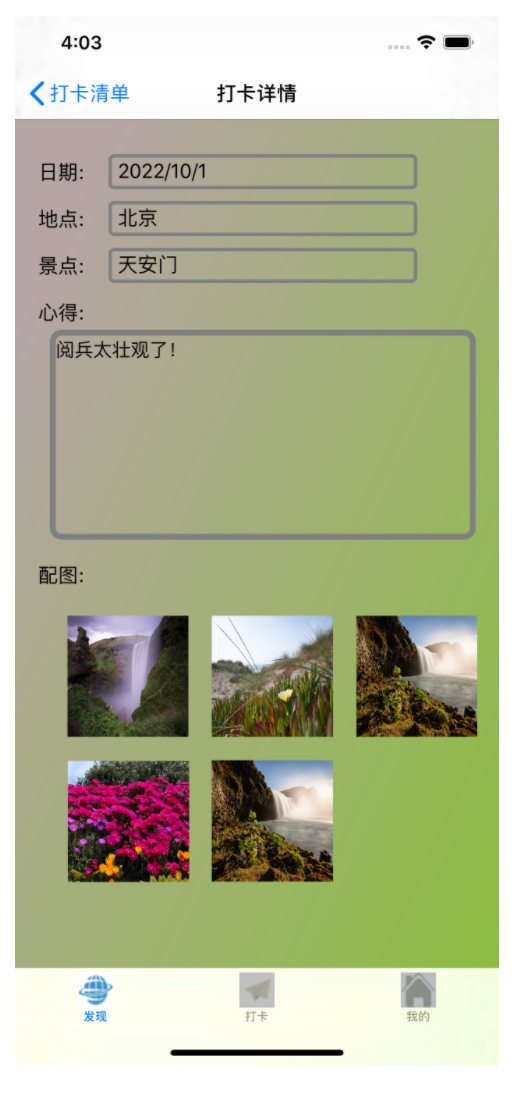 4:03
打卡清单 打卡详情
日期: 2022/10/1
地点: 北京
景点: 天安门
心得:
阅兵太壮观了!
配图:
发现 打卡 我的